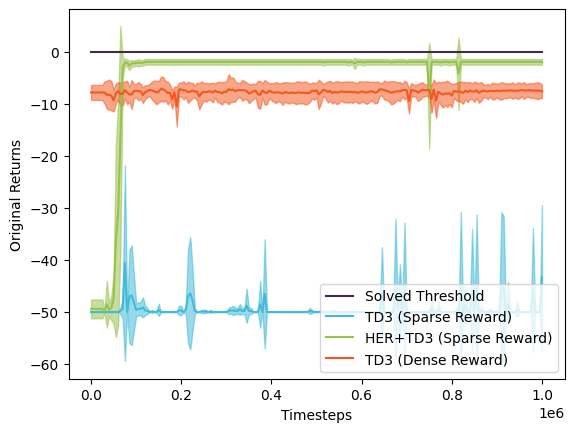 0
−10
−20
−30
−40
−50
−60
Original Returns
0.0
0.2
0.4
0.6
0.8
1.0
1e6
Timesteps
Solved Threshold
TD3 (Sparse Reward)
HER+TD3 (Sparse Reward)
TD3 (Dense Reward)